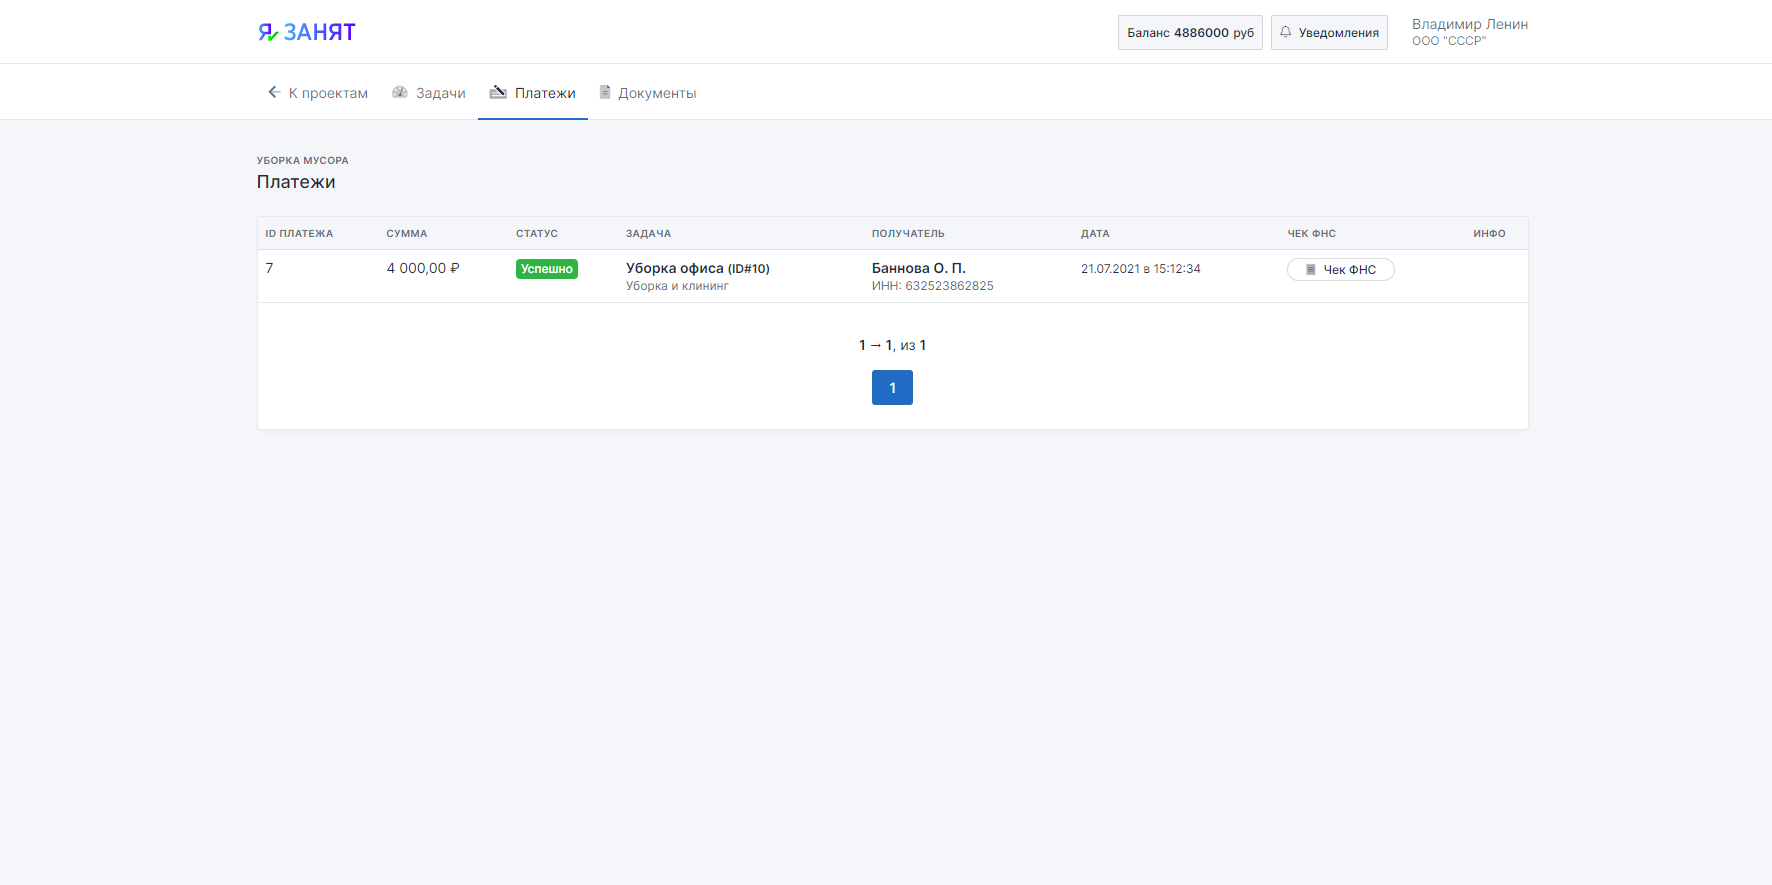 Я ЗАНЯТ
Баланс 4886000 руб
Уведомления
Владимир Ленин
ООО "СССР"
К проектам
Задачи
Платежи
Документы
УБОРКА МУСОРА
Платежи
ID ПЛАТЕЖА СУММА СТАТУС ЗАДАЧА ПОЛУЧАТЕЛЬ ДАТА ЧЕК ФНС ИНФО
7 4 000,00 ₽ Успешно Уборка офиса (ID#10) Баннова О. П. 21.07.2021 в 15:12:34 Чек ФНС
Уборка и клининг ИНН: 632523862825
1 → 1, из 1
1